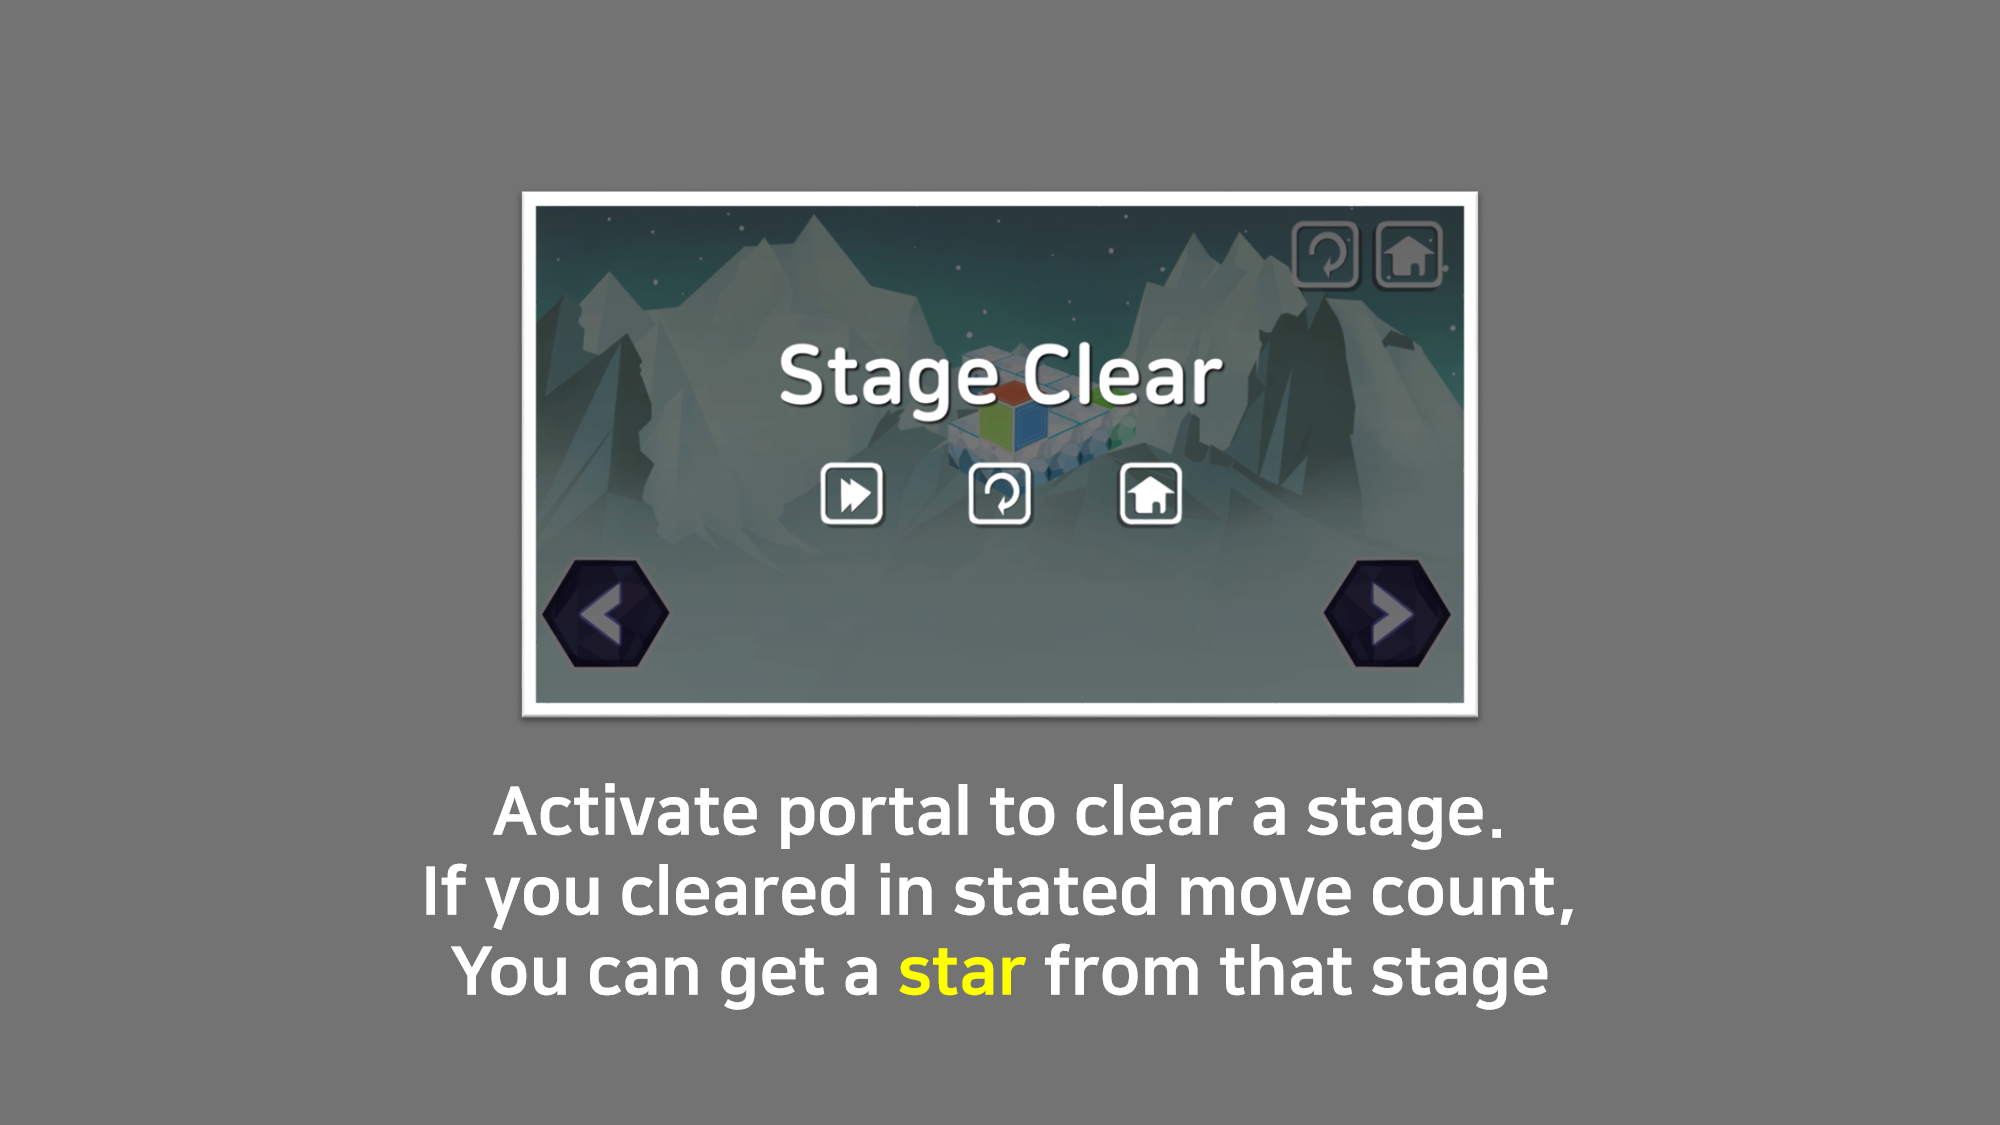 Stage Clear
Activate portal to clear a stage.
If you cleared in stated move count,
You can get a star from that stage